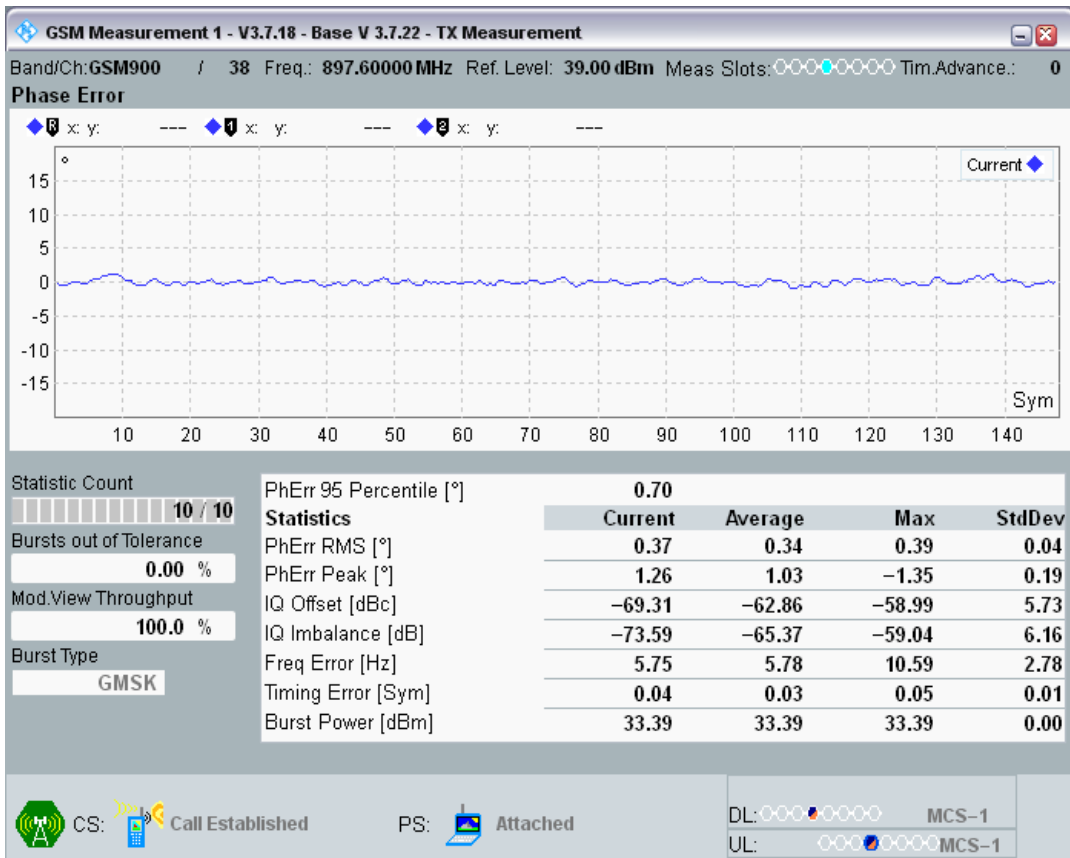 GSM Measurement 1 - V3.7.18 - Base V 3.7.22 - TX Measurement
Band/Ch:GSM900 / 38 Freq.: 897.60000 MHz Ref. Level: 39.00 dBm Meas Slots: Tim.Advance.: 0
Phase Error
R x: y: --- 1 x: y: --- 2 x: y: ---
°
Current
15
10
5
0
-5
-10
-15
Sym
10 20 30 40 50 60 70 80 90 100 110 120 130 140
Statistic Count
10 / 10
Bursts out of Tolerance
0.00 %
Mod.View Throughput
100.0 %
Burst Type
GMSK
PhErr 95 Percentile [°] 0.70
Statistics Current Average Max StdDev
PhErr RMS [°] 0.37 0.34 0.39 0.04
PhErr Peak [°] 1.26 1.03 −1.35 0.19
IQ Offset [dBc] −69.31 −62.86 −58.99 5.73
IQ Imbalance [dB] −73.59 −65.37 −59.04 6.16
Freq Error [Hz] 5.75 5.78 10.59 2.78
Timing Error [Sym] 0.04 0.03 0.05 0.01
Burst Power [dBm] 33.39 33.39 33.39 0.00
CS: Call Established PS: Attached
DL: MCS−1
UL: MCS−1